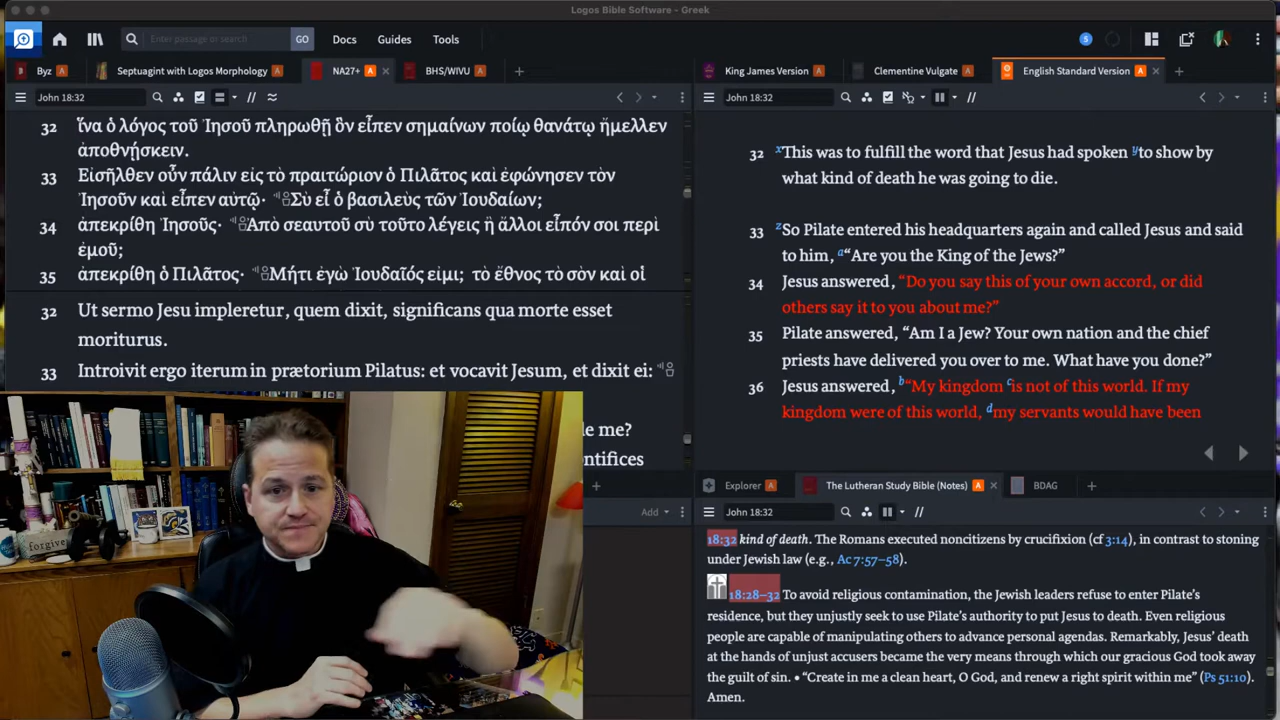 Logos Bible Software - Greek
Enter passage or search
GO
Docs
Guides
Tools
S
Byz A
Septuagint with Logos Morphology A
NA27+ A
BHS/WIVU A
King James Version A
Clementine Vulgate A
English Standard Version A
John 18:32
John 18:32
32 ἵνα ὁ λόγος τοῦ Ἰησοῦ πληρωθῇ ὃν εἶπεν σημαίνων ποίῳ θανάτῳ ἤμελλεν
ἀποθνῄσκειν.
33 Εἰσῆλθεν οὖν πάλιν εἰς τὸ πραιτώριον ὁ Πιλᾶτος καὶ ἐφώνησεν τὸν
Ἰησοῦν καὶ εἶπεν αὐτῷ· Σὺ εἶ ὁ βασιλεὺς τῶν Ἰουδαίων;
34 ἀπεκρίθη Ἰησοῦς· Ἀπὸ σεαυτοῦ σὺ τοῦτο λέγεις ἢ ἄλλοι εἶπόν σοι περὶ
ἐμοῦ;
35 ἀπεκρίθη ὁ Πιλᾶτος· Μήτι ἐγὼ Ἰουδαῖός εἰμι; τὸ ἔθνος τὸ σὸν καὶ οἱ
32 Ut sermo Jesu impleretur, quem dixit, significans qua morte esset
moriturus.
33 Introivit ergo iterum in prætorium Pilatus: et vocavit Jesum, et dixit ei:
me?
entifices
forgive
32 xThis was to fulfill the word that Jesus had spoken yto show by
what kind of death he was going to die.
33 zSo Pilate entered his headquarters again and called Jesus and said
to him, a“Are you the King of the Jews?”
34 Jesus answered, “Do you say this of your own accord, or did
others say it to you about me?”
35 Pilate answered, “Am I a Jew? Your own nation and the chief
priests have delivered you over to me. What have you done?”
36 Jesus answered, b“My kingdom cis not of this world. If my
kingdom were of this world, dmy servants would have been
Add
Explorer A
The Lutheran Study Bible (Notes) A
BDAG
John 18:32
18:32 kind of death. The Romans executed noncitizens by crucifixion (cf 3:14), in contrast to stoning
under Jewish law (e.g., Ac 7:57–58).
18:28–32 To avoid religious contamination, the Jewish leaders refuse to enter Pilate’s
residence, but they unjustly seek to use Pilate’s authority to put Jesus to death. Even religious
people are capable of manipulating others to advance personal agendas. Remarkably, Jesus’ death
at the hands of unjust accusers became the very means through which our gracious God took away
the guilt of sin. • “Create in me a clean heart, O God, and renew a right spirit within me” (Ps 51:10).
Amen.